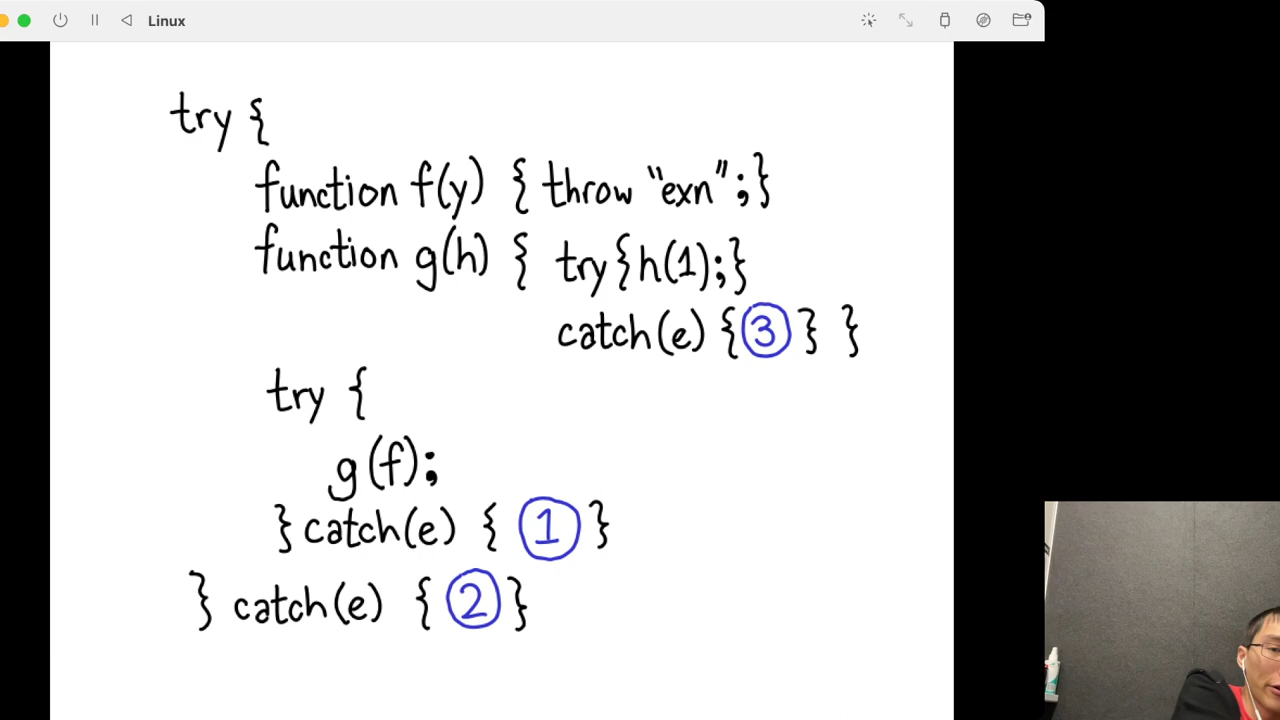 Linux
try {
function f(y) { throw "exn";}
function g(h) { try{h(1);}
catch(e) {3} }
try {
g(f);
} catch(e) { 1 }
} catch(e) { 2 }